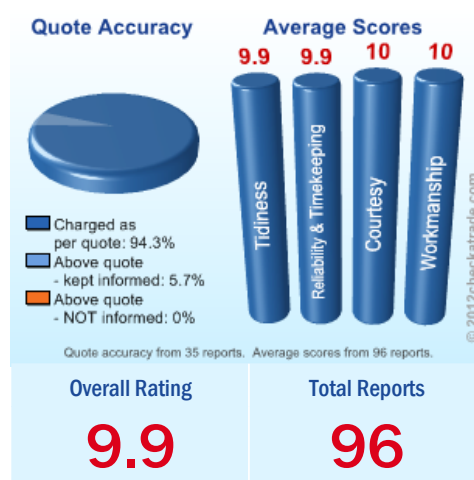 Quote Accuracy
Average Scores
9.9
9.9
10
10
Tidiness
Reliability & Timekeeping
Courtesy
Workmanship
Charged as
per quote: 94.3%
Above quote
- kept informed: 5.7%
Above quote
- NOT informed: 0%
© 2012checkatrade.com
Quote accuracy from 35 reports. Average scores from 96 reports.
Overall Rating
Total Reports
9.9
96